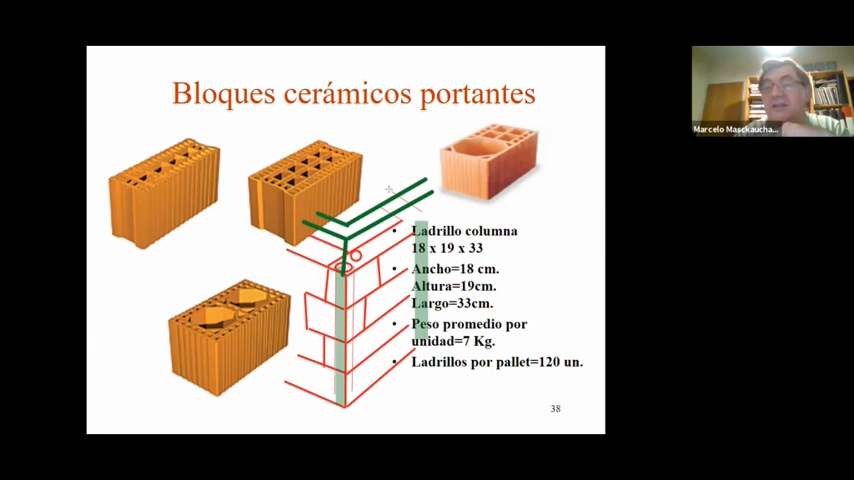 Bloques cerámicos portantes
Marcelo Masckaucha...
• Ladrillo columna
18 x 19 x 33
• Ancho=18 cm.
Altura=19cm.
Largo=33cm.
• Peso promedio por
unidad=7 Kg.
• Ladrillos por pallet=120 un.
38